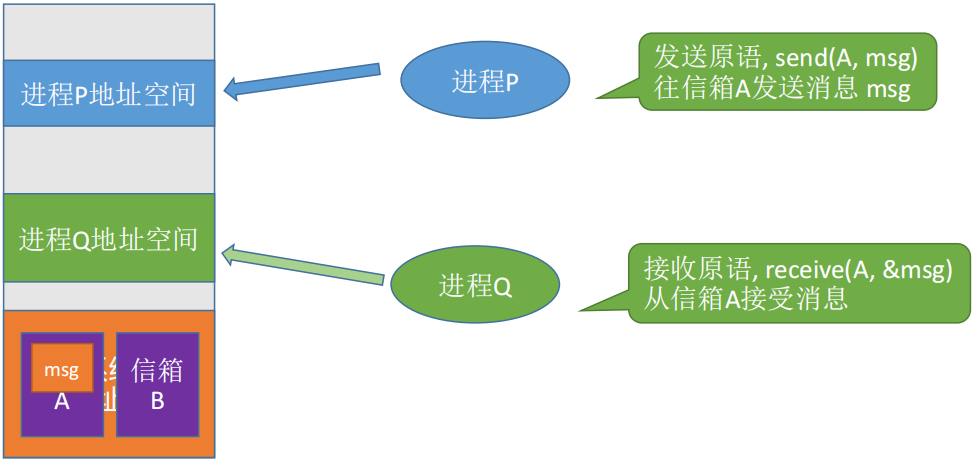 进程P地址空间
进程P
发送原语, send(A, msg)
往信箱A发送消息 msg
进程Q地址空间
进程Q
接收原语, receive(A, &msg)
从信箱A接受消息
msg
A
信箱
B